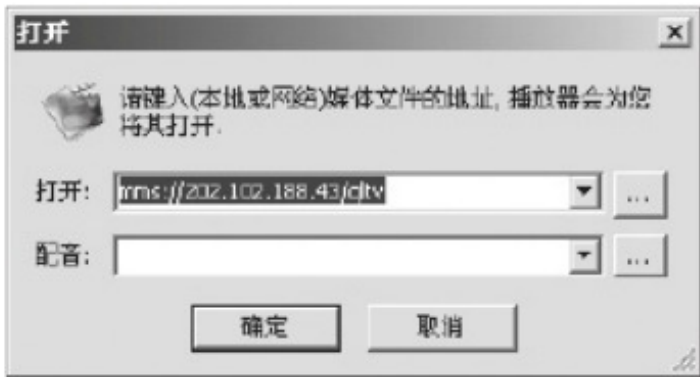 打开
请键入(本地或网络)媒体文件的地址, 播放器会为您
将其打开.
打开: mms://202.102.188.43/qltv ...
配音: ...
确定 取消